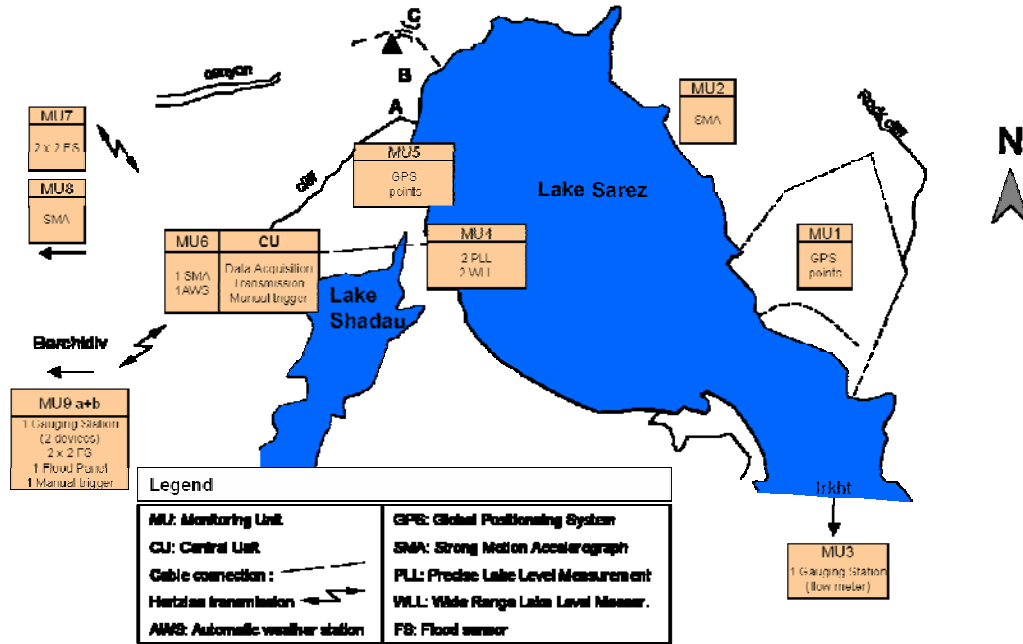 C
canyon
B
A
cliff
Rock cliff
N
MU7
2 x 2 FS
MU8
SMA
MU2
SMA
MU5
GPS
points
Lake Sarez
MU1
GPS
points
MU6
1 SMA
1 AWS
CU
Data Acquisition
Transmission
Manual trigger
MU4
2 PLL
2 WLL
Lake
Shadau
Barchidiv
MU9 a+b
1 Gauging Station
(2 devices)
2 x 2 FS
1 Flood Panel
1 Manual trigger
Irkht
MU3
1 Gauging Station
(flow meter)
Legend
MU: Monitoring Unit
CU: Central Unit
Cable connection :
Hertzian transmission
AWS: Automatic weather station
GPS: Global Positionsing System
SMA: Strong Motion Accelerograph
PLL: Precise Lake Level Measurement
WLL: Wide Range Lake Level Measur.
FS: Flood sensor